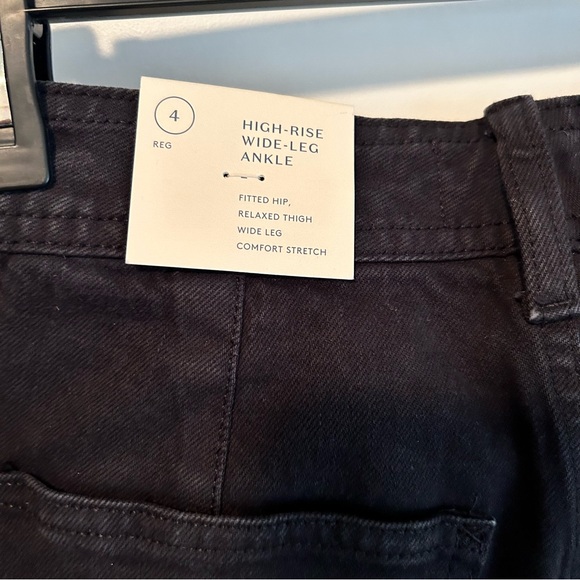 4
REG
HIGH-RISE
WIDE-LEG
ANKLE
FITTED HIP,
RELAXED THIGH
WIDE LEG
COMFORT STRETCH